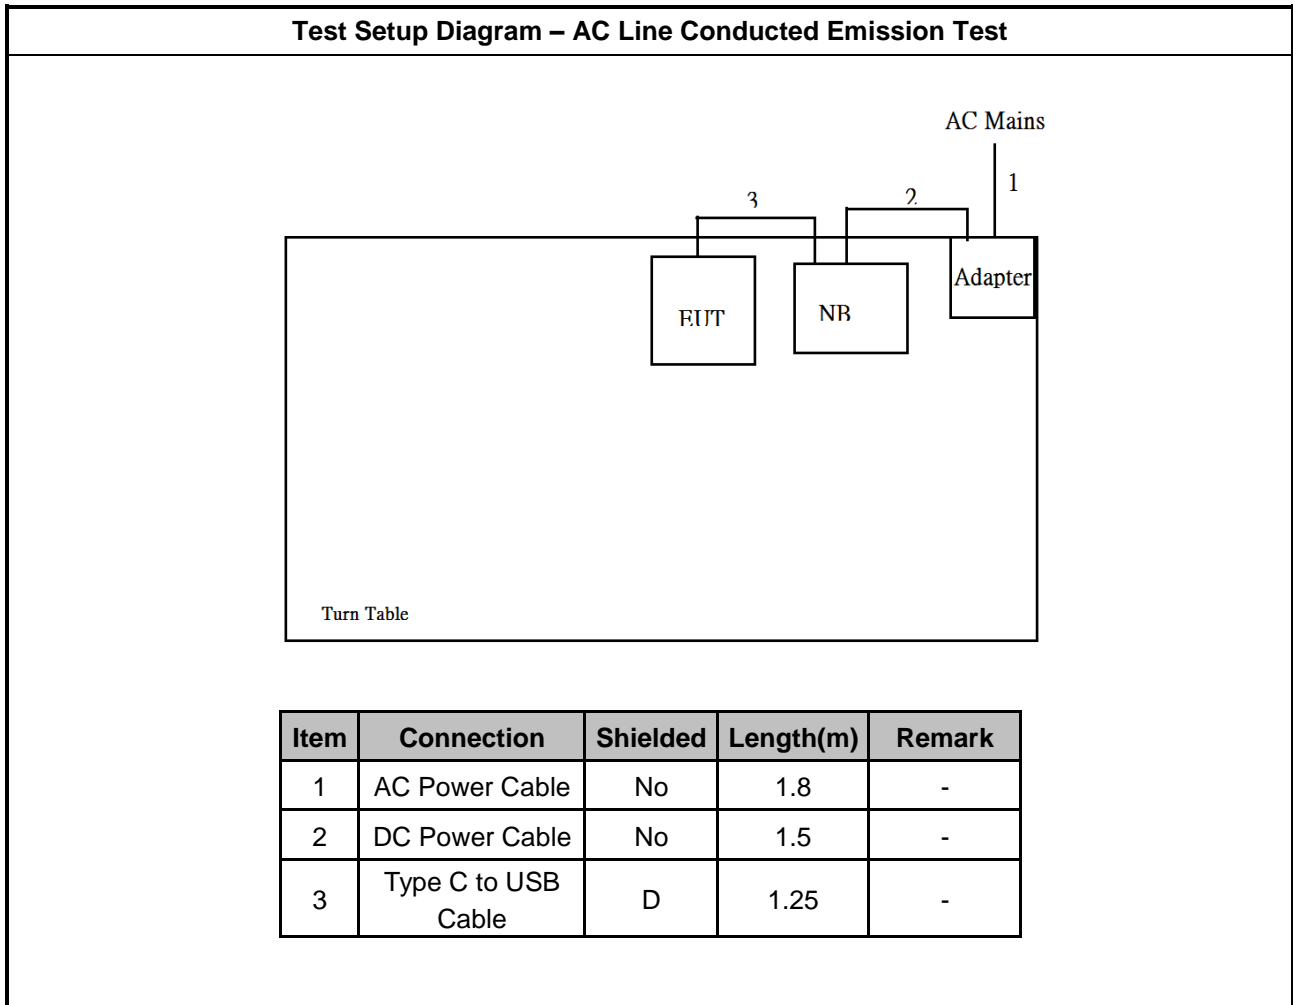 Test Setup Diagram – AC Line Conducted Emission Test
AC Mains
1
3
2
Adapter
EUT
NB
Turn Table
Item Connection Shielded Length(m) Remark
1 AC Power Cable No 1.8 -
2 DC Power Cable No 1.5 -
3 Type C to USB Cable D 1.25 -